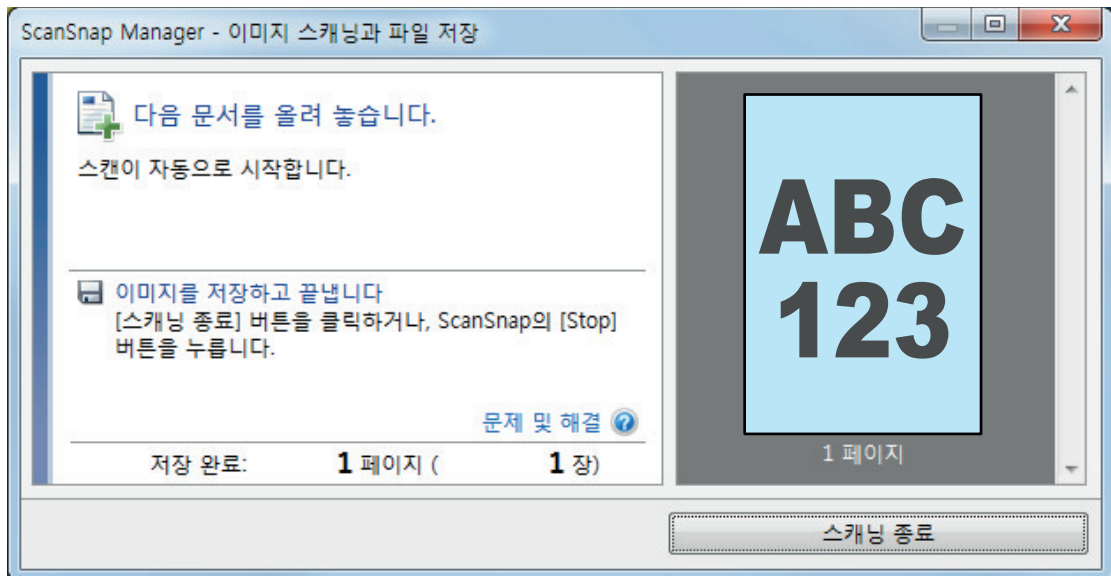 ScanSnap Manager - 이미지 스캐닝과 파일 저장
다음 문서를 올려 놓습니다.
스캔이 자동으로 시작합니다.
이미지를 저장하고 끝냅니다
[스캐닝 종료] 버튼을 클릭하거나, ScanSnap의 [Stop]
버튼을 누릅니다.
문제 및 해결
저장 완료: 1 페이지 ( 1 장)
ABC
123
1 페이지
스캐닝 종료